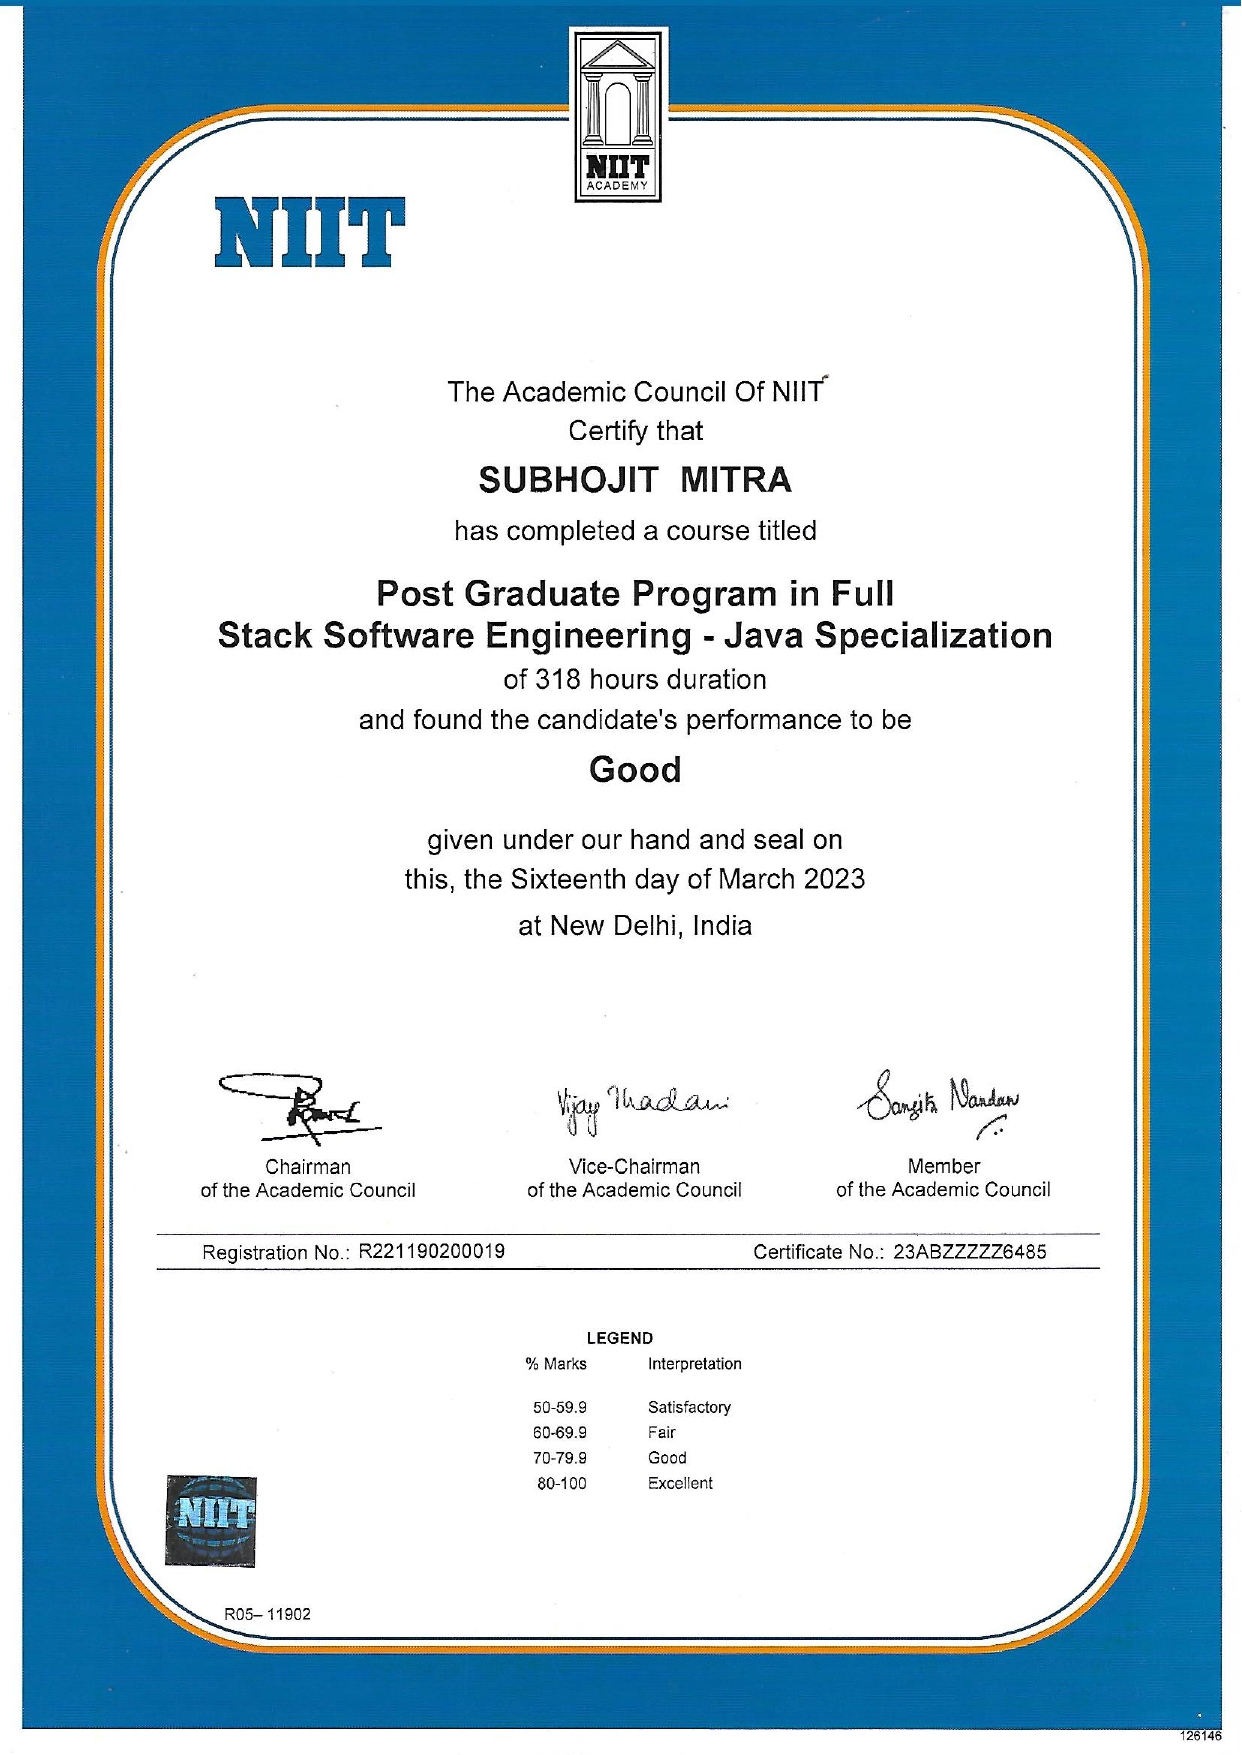 NIIT
ACADEMY
NIIT
The Academic Council Of NIIT
Certify that
SUBHOJIT MITRA
has completed a course titled
Post Graduate Program in Full
Stack Software Engineering - Java Specialization
of 318 hours duration
and found the candidate's performance to be
Good
given under our hand and seal on
this, the Sixteenth day of March 2023
at New Delhi, India
Vijay Thadani
Chairman Vice-Chairman Member
of the Academic Council of the Academic Council of the Academic Council
Registration No.: R221190200019 Certificate No.: 23ABZZZZZ6485
LEGEND
% Marks Interpretation
50-59.9 Satisfactory
60-69.9 Fair
70-79.9 Good
80-100 Excellent
NIIT
R05– 11902
126146